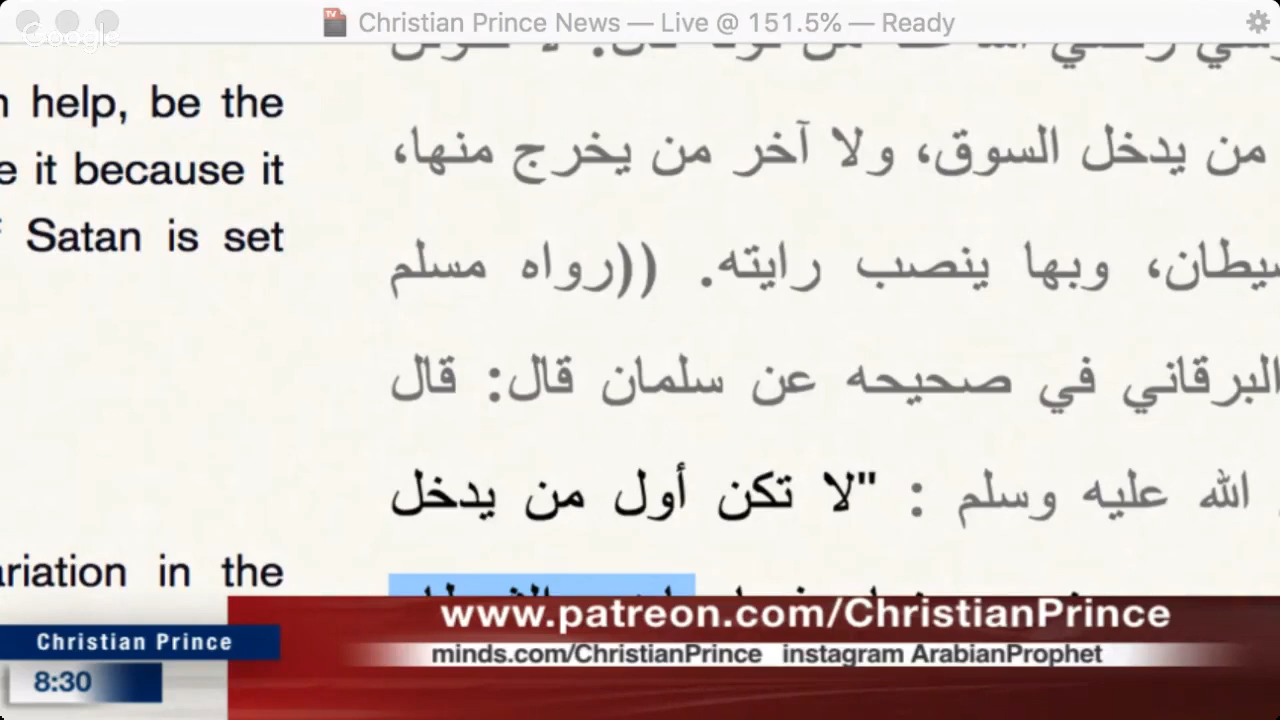 Christian Prince News — Live @ 151.5% — Ready
Google
help, be the
it because it
Satan is set
in the
من يدخل السوق، ولا آخر من يخرج منها،
وبها ينصب رايته. ((رواه مسلم
البرقاني في صحيحه عن سلمان قال: قال
الله عليه وسلم : "لا تكن أول من يدخل
www.patreon.com/ChristianPrince
Christian Prince
minds.com/ChristianPrince instagram ArabianProphet
8:30